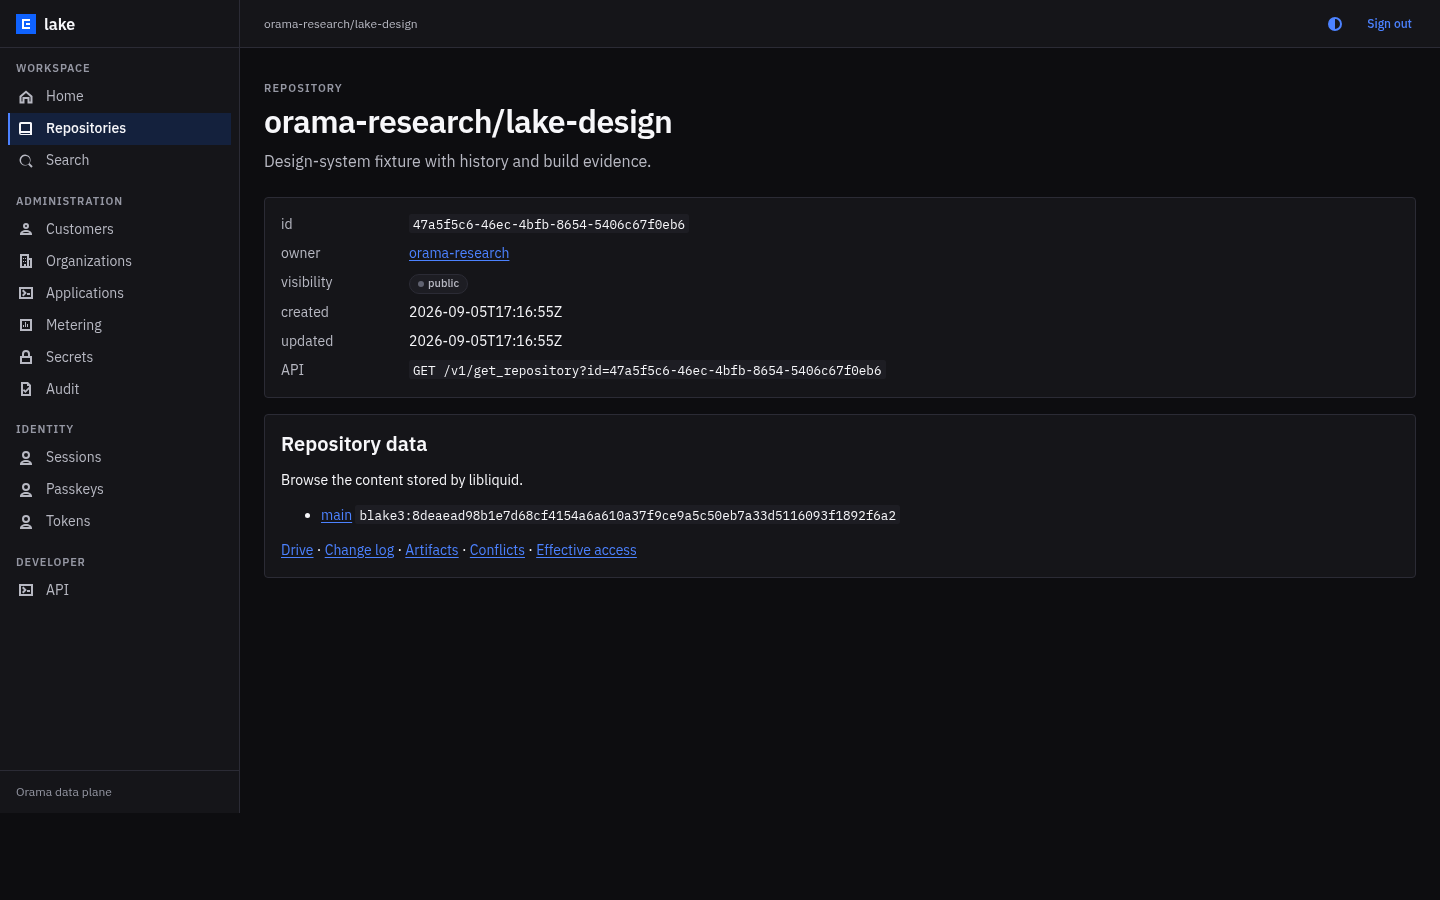 lake
orama-research/lake-design
Sign out
WORKSPACE
Home
Repositories
Search
ADMINISTRATION
Customers
Organizations
Applications
Metering
Secrets
Audit
IDENTITY
Sessions
Passkeys
Tokens
DEVELOPER
API
Orama data plane
REPOSITORY
orama-research/lake-design
Design-system fixture with history and build evidence.
id 47a5f5c6-46ec-4bfb-8654-5406c67f0eb6
owner orama-research
visibility public
created 2026-09-05T17:16:55Z
updated 2026-09-05T17:16:55Z
API GET /v1/get_repository?id=47a5f5c6-46ec-4bfb-8654-5406c67f0eb6
Repository data
Browse the content stored by libliquid.
• main blake3:8deaead98b1e7d68cf4154a6a610a37f9ce9a5c50eb7a33d5116093f1892f6a2
Drive · Change log · Artifacts · Conflicts · Effective access